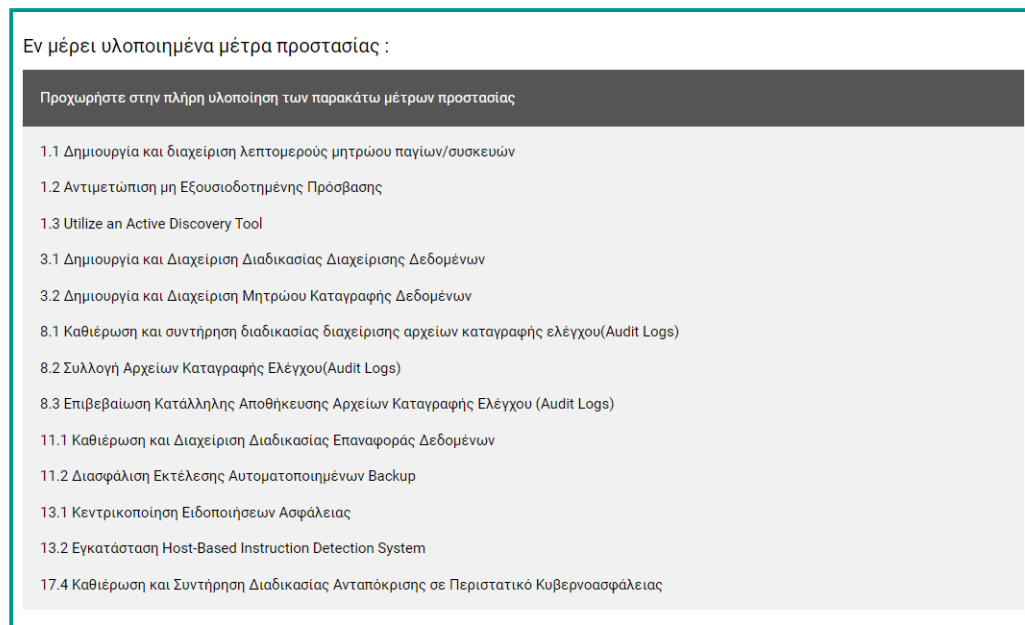 Εν μέρει υλοποιημένα μέτρα προστασίας :
Προχωρήστε στην πλήρη υλοποίηση των παρακάτω μέτρων προστασίας
1.1 Δημιουργία και διαχείριση λεπτομερούς μητρώου παγίων/συσκευών
1.2 Αντιμετώπιση μη Εξουσιοδοτημένης Πρόσβασης
1.3 Utilize an Active Discovery Tool
3.1 Δημιουργία και Διαχείριση Διαδικασίας Διαχείρισης Δεδομένων
3.2 Δημιουργία και Διαχείριση Μητρώου Καταγραφής Δεδομένων
8.1 Καθιέρωση και συντήρηση διαδικασίας διαχείρισης αρχείων καταγραφής ελέγχου(Audit Logs)
8.2 Συλλογή Αρχείων Καταγραφής Ελέγχου(Audit Logs)
8.3 Επιβεβαίωση Κατάλληλης Αποθήκευσης Αρχείων Καταγραφής Ελέγχου (Audit Logs)
11.1 Καθιέρωση και Διαχείριση Διαδικασίας Επαναφοράς Δεδομένων
11.2 Διασφάλιση Εκτέλεσης Αυτοματοποιημένων Backup
13.1 Κεντρικοποίηση Ειδοποιήσεων Ασφάλειας
13.2 Εγκατάσταση Host-Based Instruction Detection System
17.4 Καθιέρωση και Συντήρηση Διαδικασίας Ανταπόκρισης σε Περιστατικό Κυβερνοασφάλειας